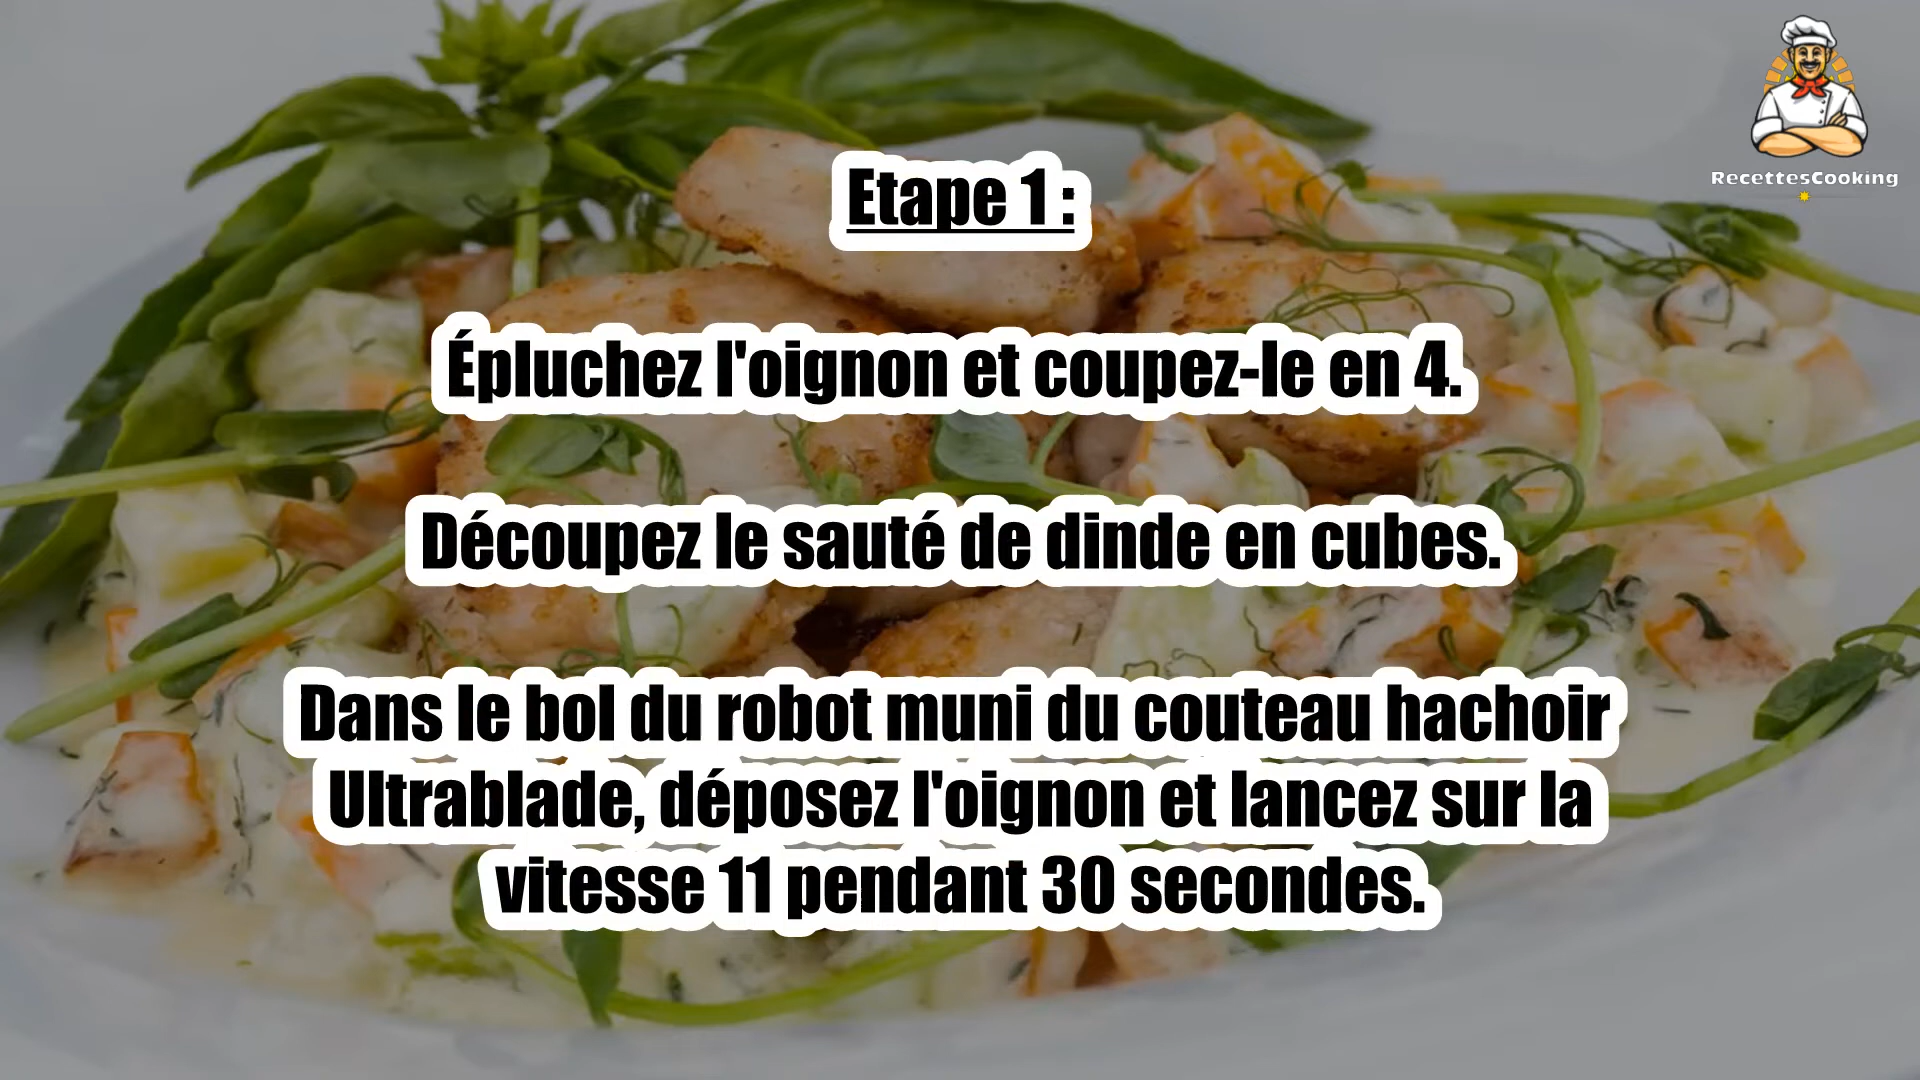 RecettesCooking
Etape 1 :
Épluchez l'oignon et coupez-le en 4.
Découpez le sauté de dinde en cubes.
Dans le bol du robot muni du couteau hachoir
Ultrablade, déposez l'oignon et lancez sur la
vitesse 11 pendant 30 secondes.